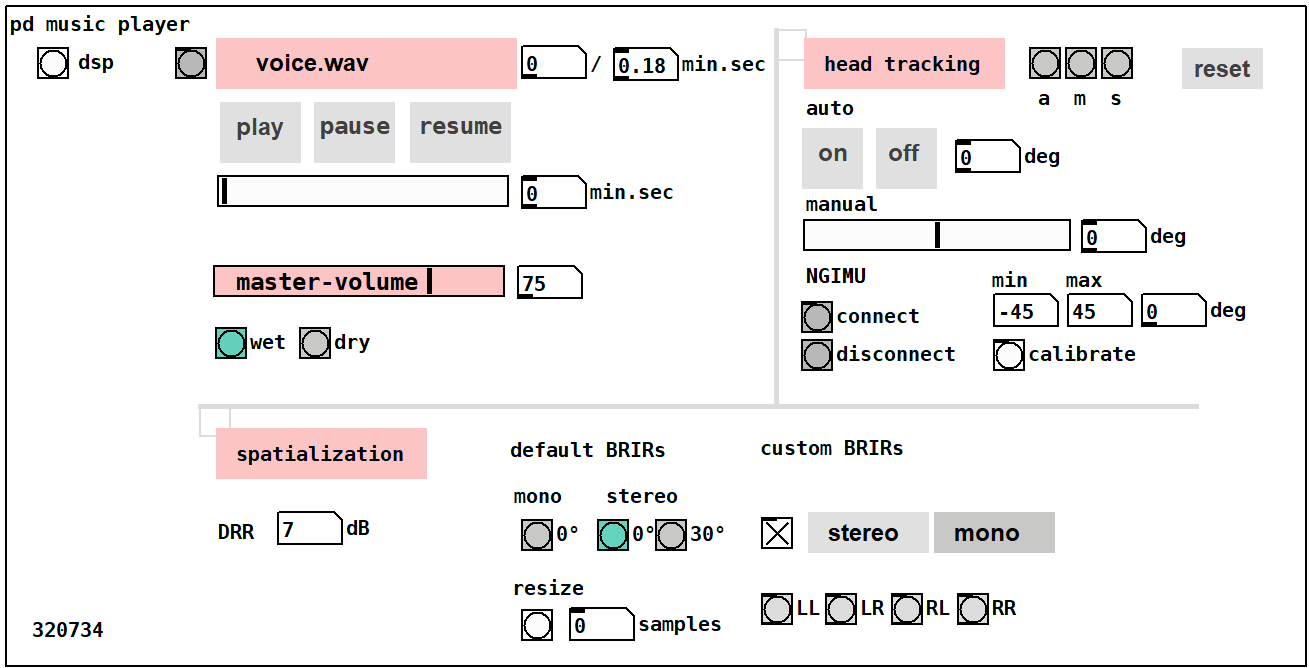 pd music player
dsp
voice.wav
0 / 0.18 min.sec
play pause resume
0 min.sec
master-volume 75
wet dry
head tracking
a m s
reset
auto
on off 0 deg
manual
0 deg
NGIMU
min max
connect -45 45 0 deg
disconnect calibrate
spatialization
DRR 7 dB
default BRIRs
mono stereo
0° 0° 30°
resize
0 samples
custom BRIRs
stereo mono
LL LR RL RR
320734